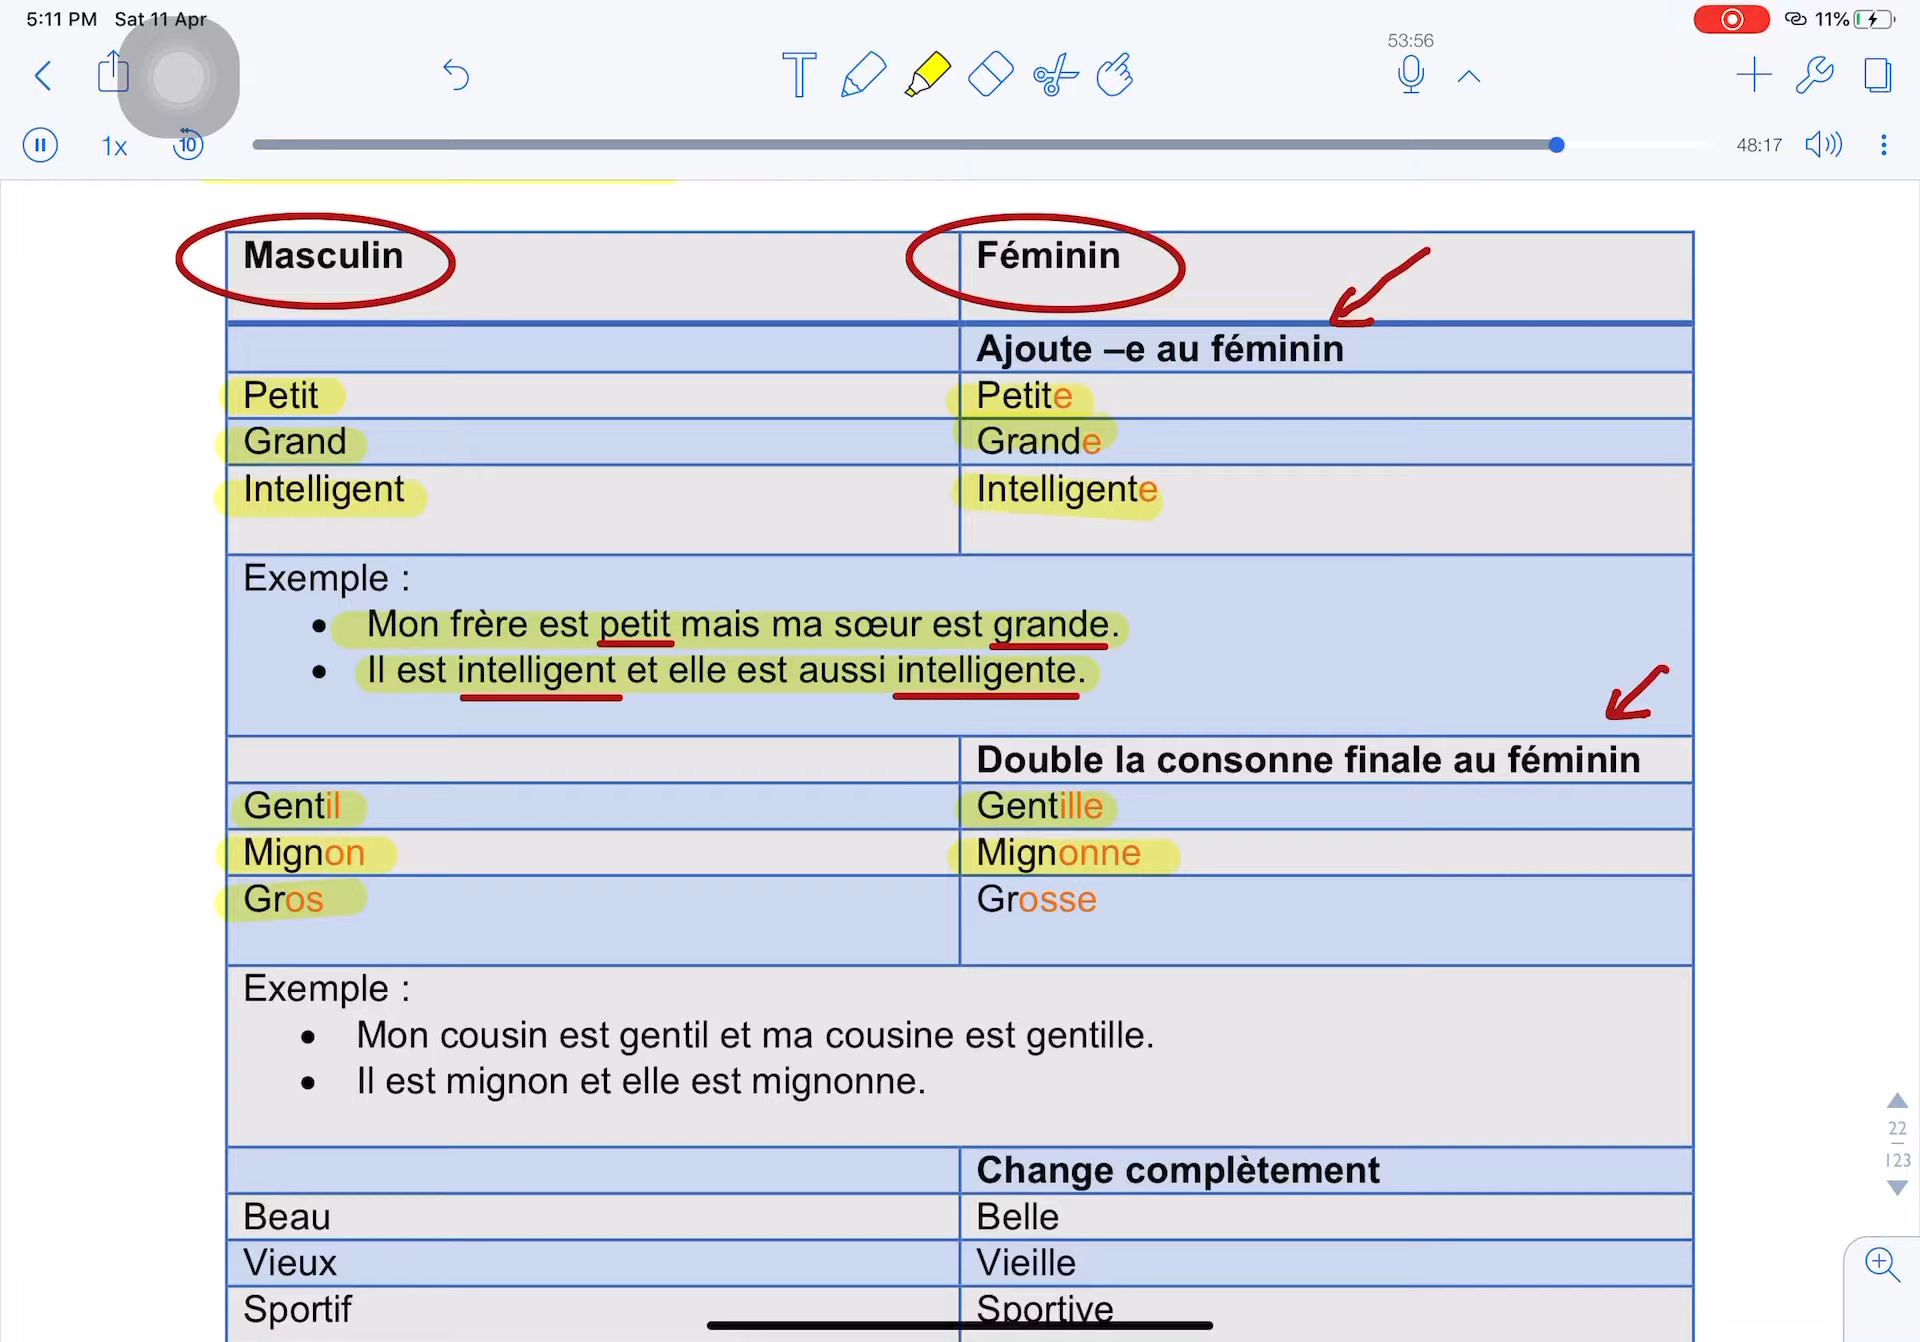 5:11 PM Sat 11 Apr
11%
53:56
T
1x
10
48:17
Masculin Féminin
Ajoute –e au féminin
Petit Petite
Grand Grande
Intelligent Intelligente
Exemple :
• Mon frère est petit mais ma sœur est grande.
• Il est intelligent et elle est aussi intelligente.
Double la consonne finale au féminin
Gentil Gentille
Mignon Mignonne
Gros Grosse
Exemple :
• Mon cousin est gentil et ma cousine est gentille.
• Il est mignon et elle est mignonne.
22
123
Change complètement
Beau Belle
Vieux Vieille
Sportif Sportive